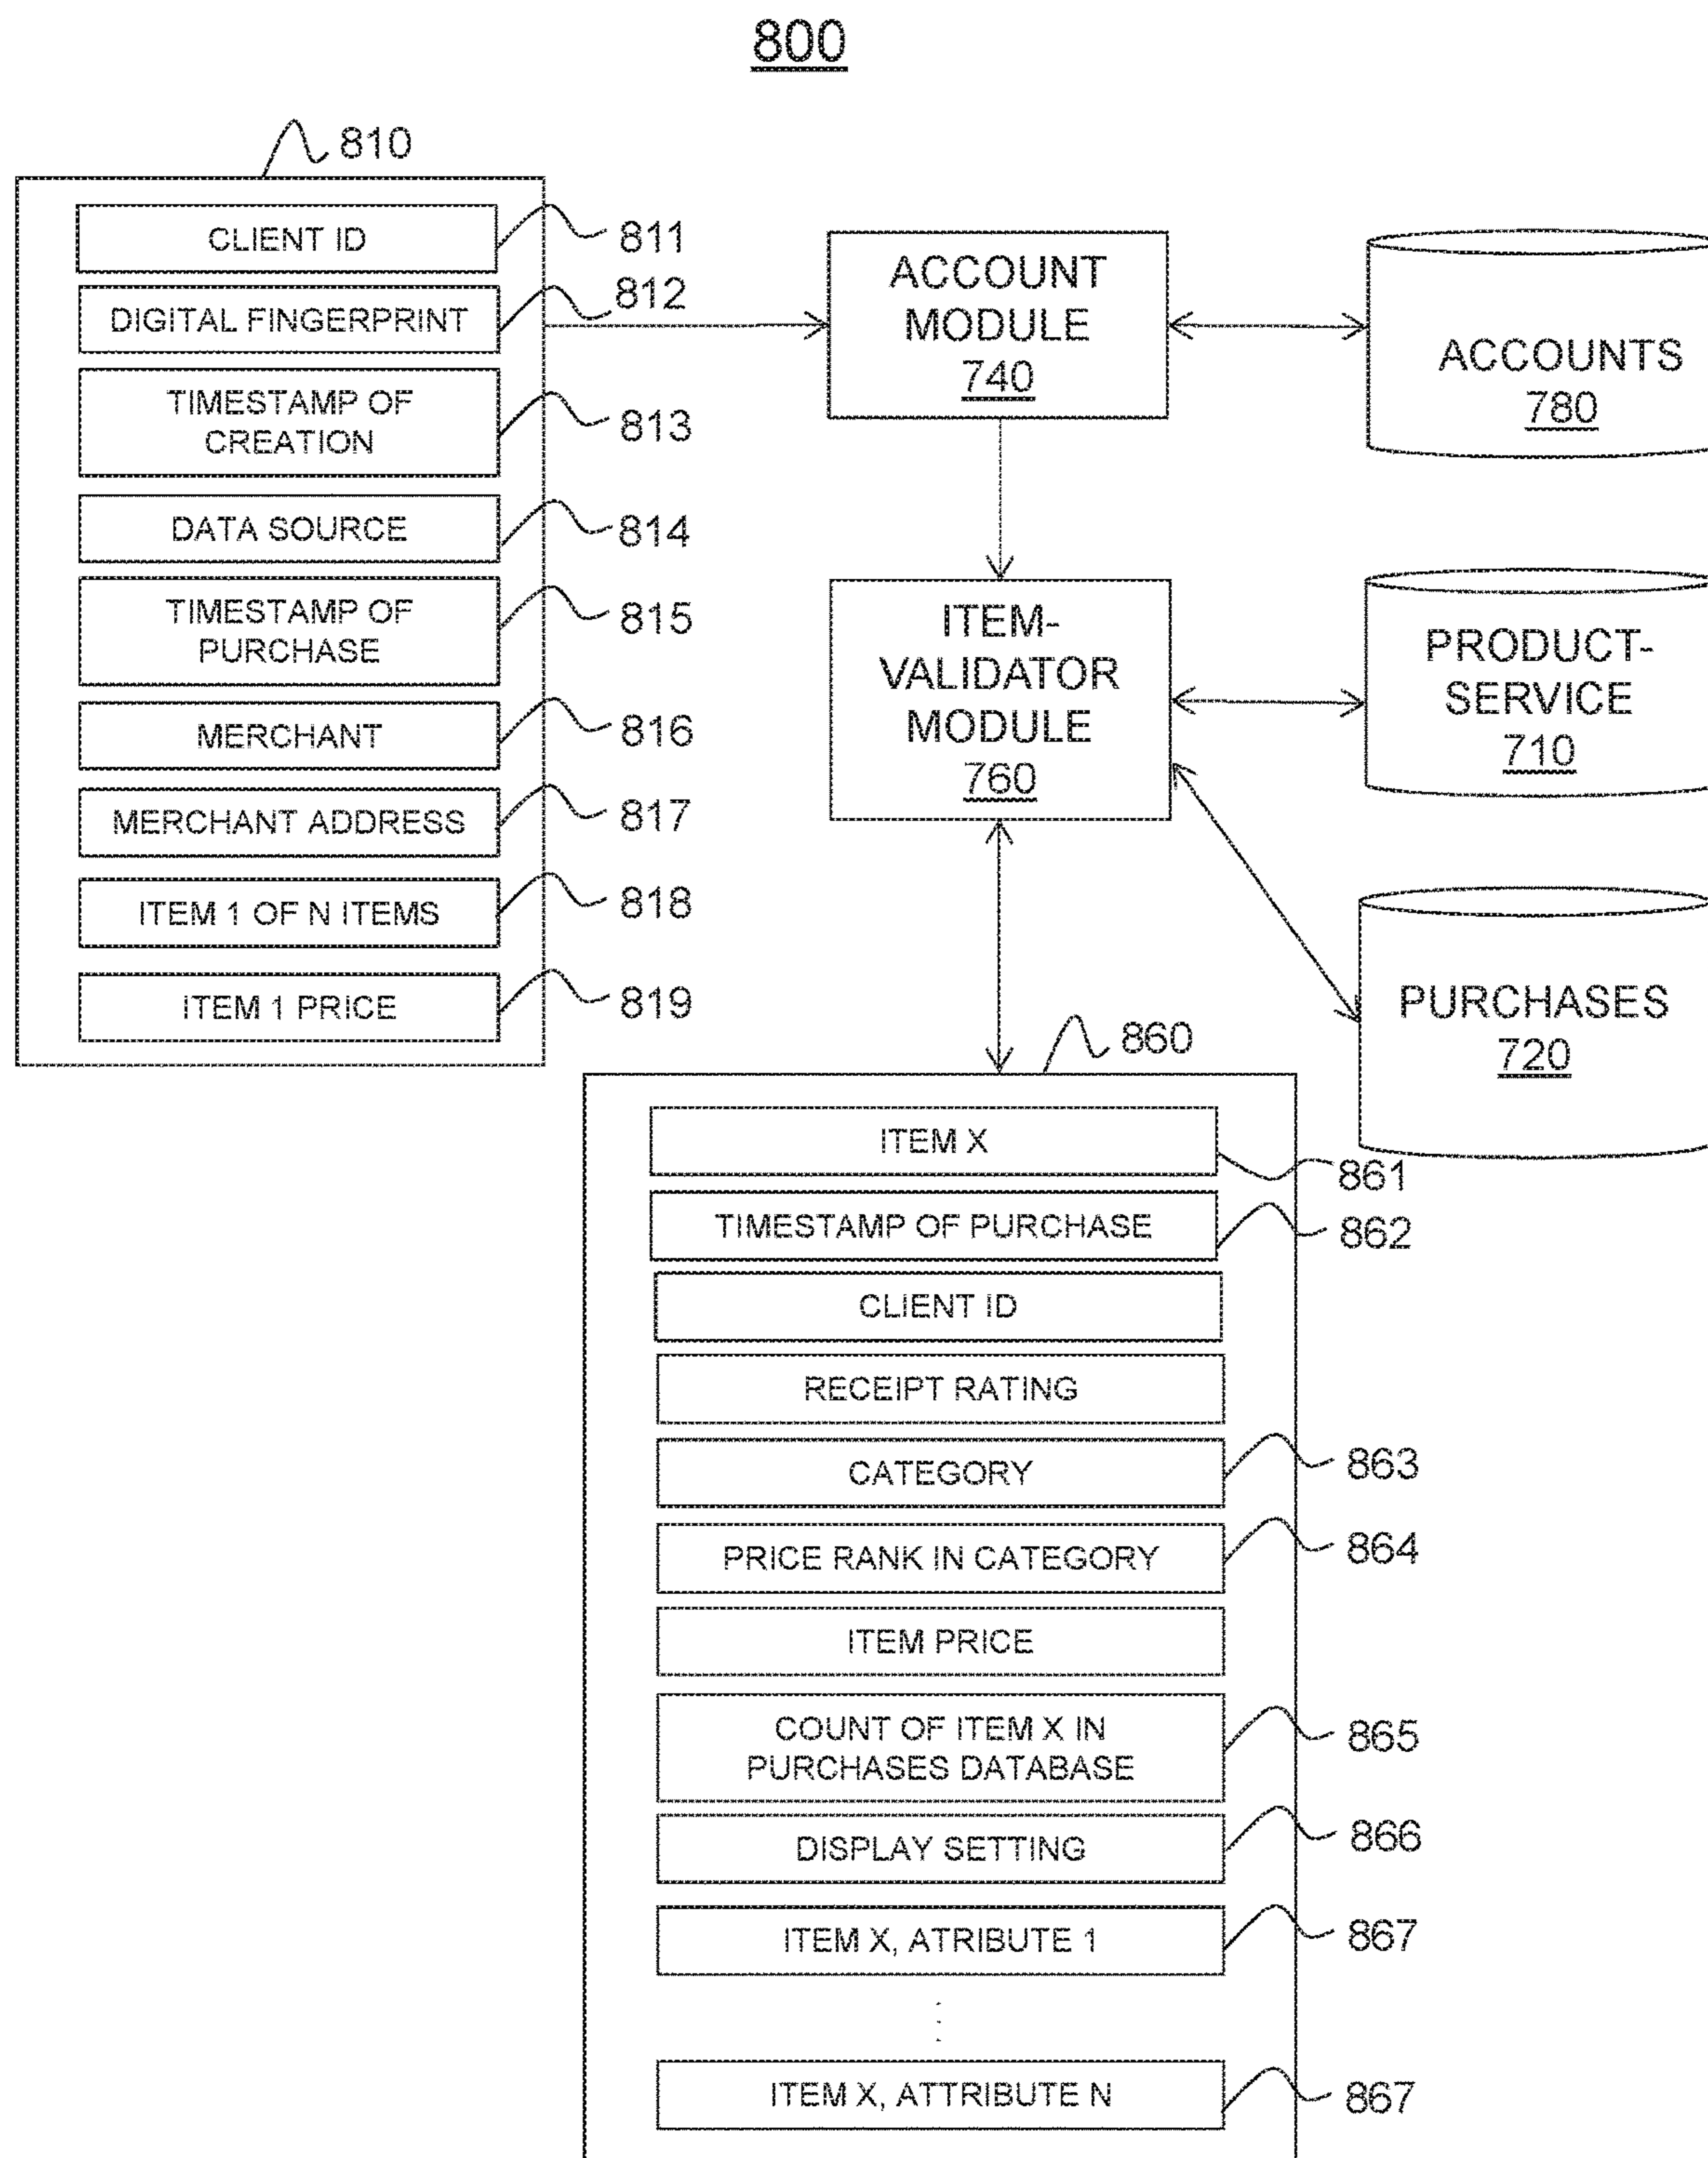 800
810
CLIENT ID
811
DIGITAL FINGERPRINT
812
TIMESTAMP OF
CREATION
813
DATA SOURCE
814
TIMESTAMP OF
PURCHASE
815
MERCHANT
816
MERCHANT ADDRESS
817
ITEM 1 OF N ITEMS
818
ITEM 1 PRICE
819
ACCOUNT
MODULE
740
ACCOUNTS
780
ITEM-
VALIDATOR
MODULE
760
PRODUCT-
SERVICE
710
PURCHASES
720
860
ITEM X
861
TIMESTAMP OF PURCHASE
862
CLIENT ID
RECEIPT RATING
CATEGORY
863
PRICE RANK IN CATEGORY
864
ITEM PRICE
COUNT OF ITEM X IN
PURCHASES DATABASE
865
DISPLAY SETTING
866
ITEM X, ATRIBUTE 1
867
ITEM X, ATTRIBUTE N
867